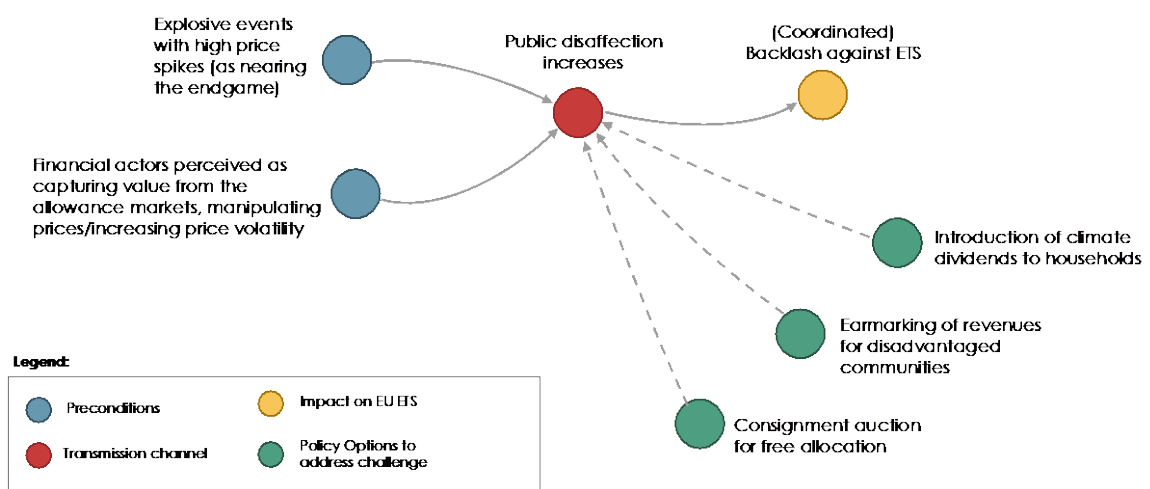 Explosive events
with high price
spikes (as nearing
the endgame)
Public disaffection
increases
(Coordinated)
Backlash against ETS
Financial actors perceived as
capturing value from the
allowance markets, manipulating
prices/increasing price volatility
Introduction of climate
dividends to households
Earmarking of revenues
for disadvantaged
communities
Consignment auction
for free allocation
Legend:
Preconditions
Impact on EU ETS
Transmission channel
Policy Options to
address challenge